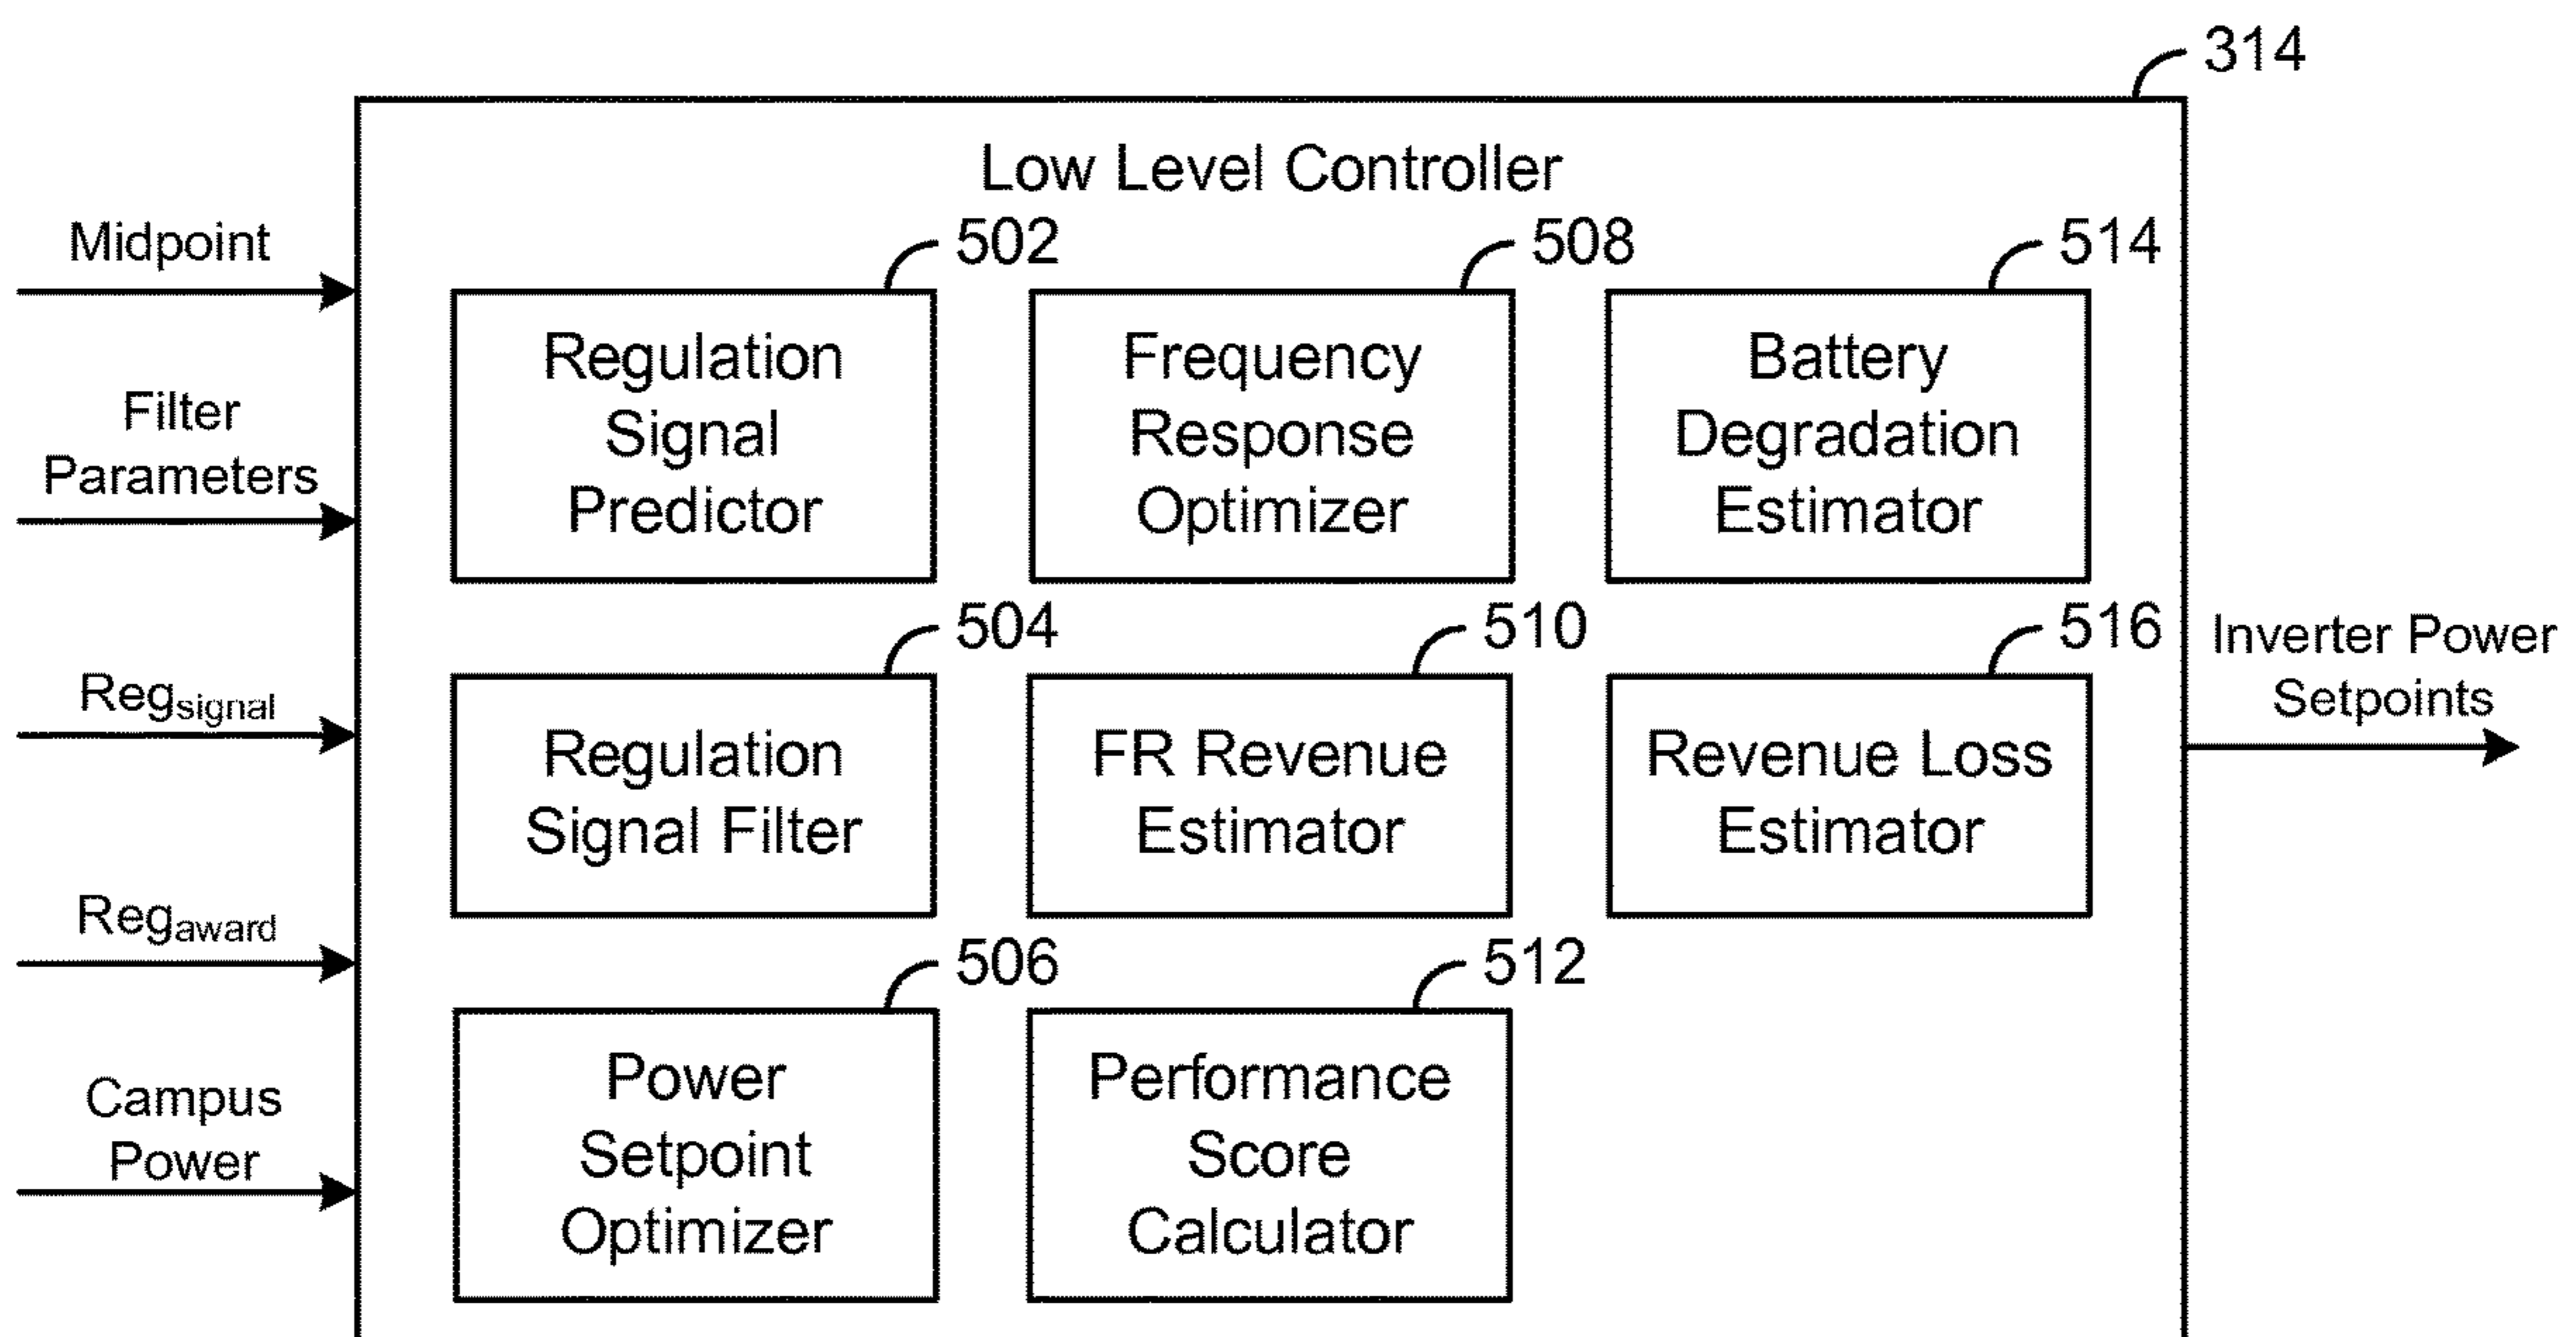 314
Low Level Controller
Midpoint
Filter
Parameters
Regsignal
Regaward
Campus
Power
502
Regulation
Signal
Predictor
508
Frequency
Response
Optimizer
514
Battery
Degradation
Estimator
504
Regulation
Signal Filter
510
FR Revenue
Estimator
516
Revenue Loss
Estimator
506
Power
Setpoint
Optimizer
512
Performance
Score
Calculator
Inverter Power
Setpoints